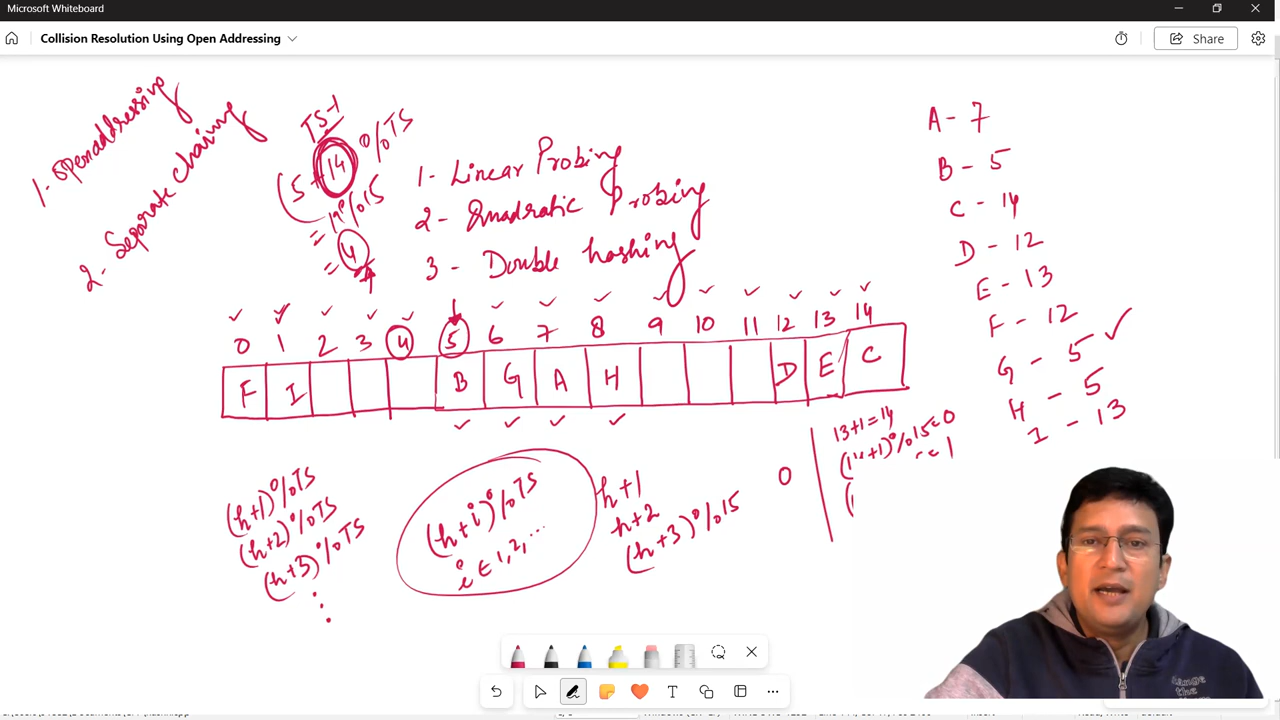 Microsoft Whiteboard
Collision Resolution Using Open Addressing
Share
1- Openaddressing
2- Separate chaining
TS-1
(5+14)%TS
= 19%15
= 4
1- Linear Probing
2- Quadratic Probing
3- Double hashing
A - 7
B - 5
C - 14
D - 12
E - 13
F - 12
G - 5 ✓
H - 5
I - 13
0 1 2 3 4 5 6 7 8 9 10 11 12 13 14
F I B G A H D E C
(h+1)%TS
(h+2)%TS
(h+3)%TS
(h+i)%TS
i ∈ 1,2,...
h+1
h+2
(h+3)%15
0
13+1=14
(14+1)%15=0
change
the